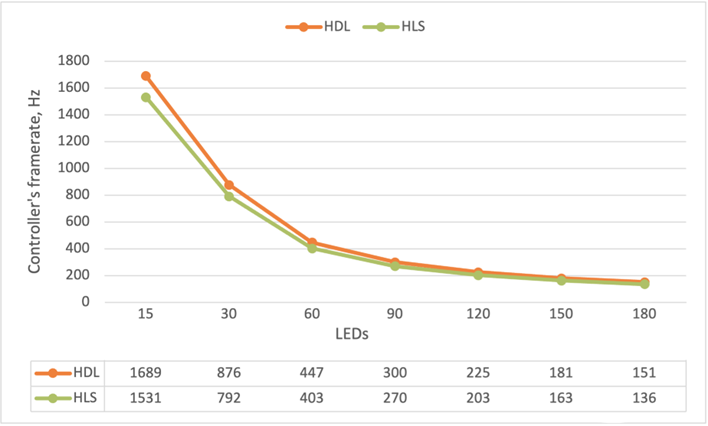 HDL HLS
1800
1600
1400
1200
1000
800
600
400
200
0
Controller's framerate, Hz
15 30 60 90 120 150 180
LEDs
HDL 1689 876 447 300 225 181 151
HLS 1531 792 403 270 203 163 136